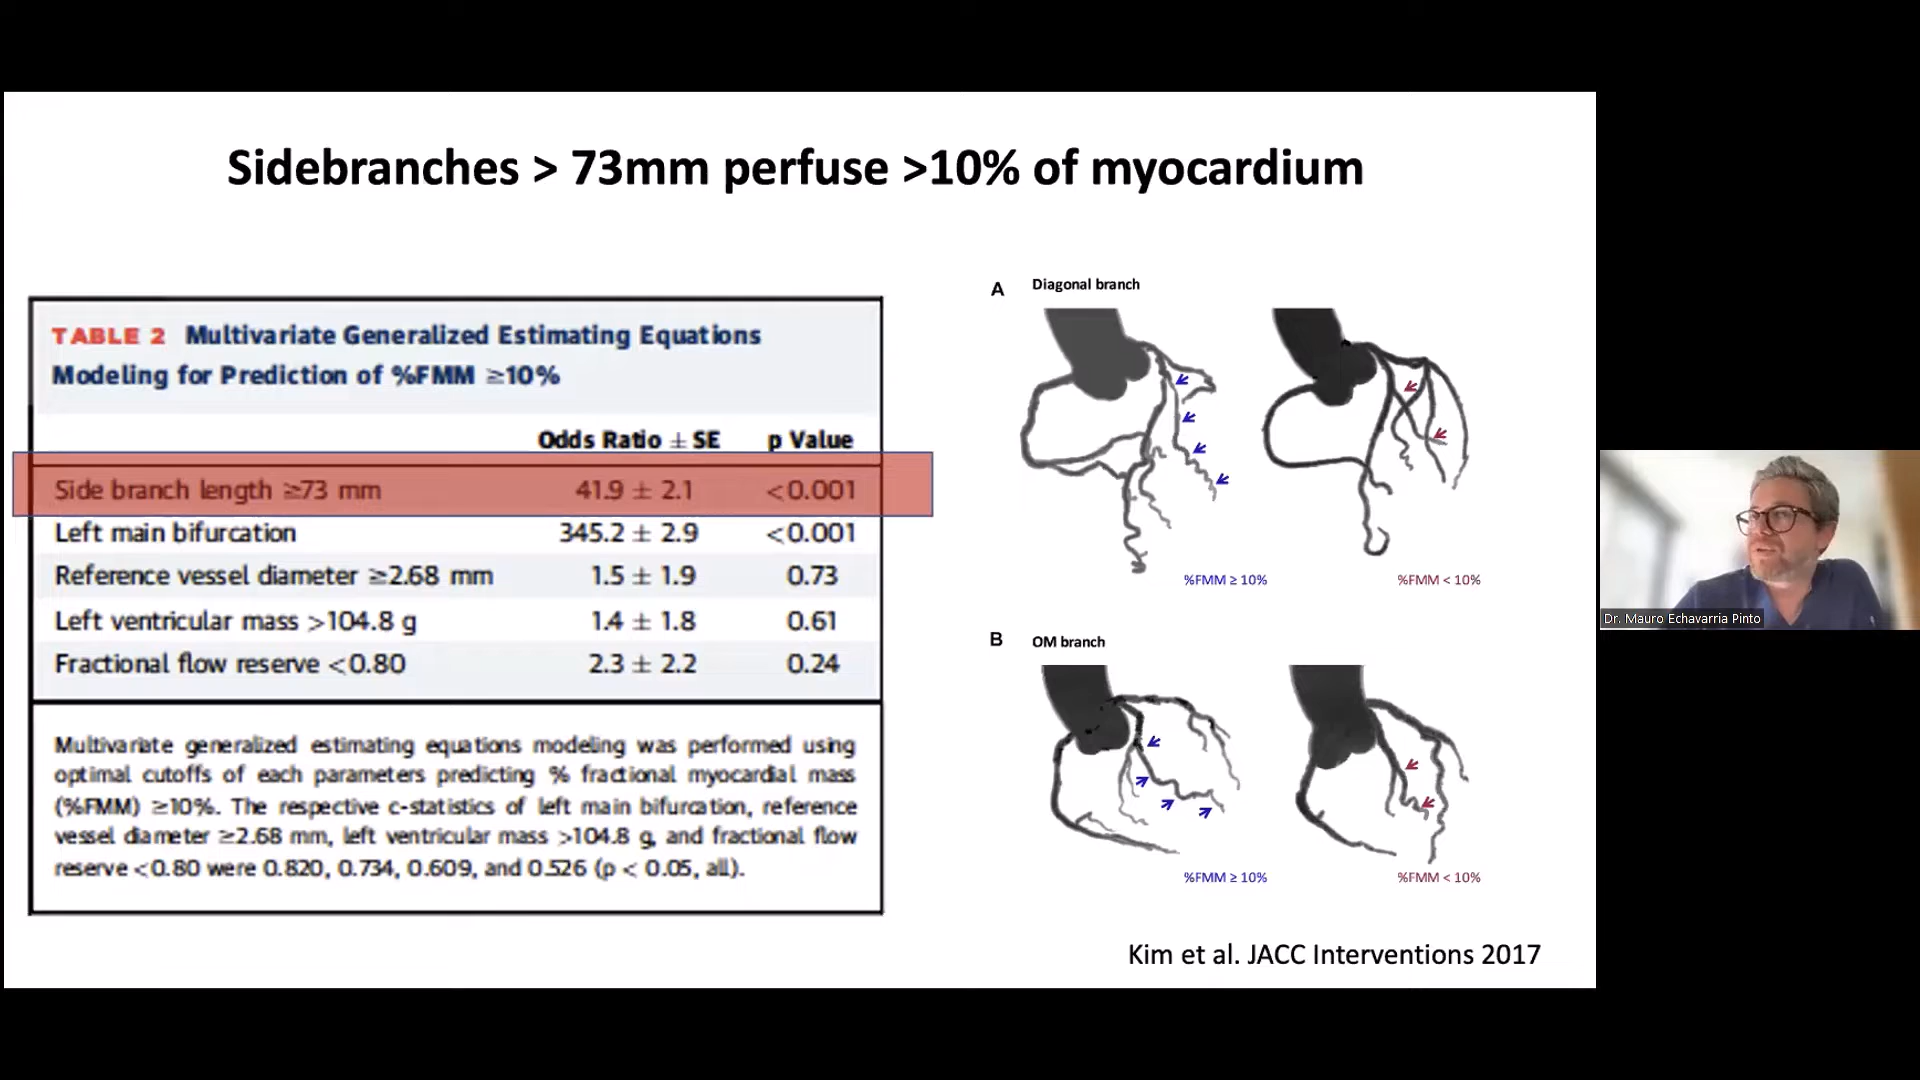 Sidebranches > 73mm perfuse >10% of myocardium
TABLE 2 Multivariate Generalized Estimating Equations
Modeling for Prediction of %FMM ≥10%
Odds Ratio ± SE p Value
Side branch length ≥73 mm 41.9 ± 2.1 <0.001
Left main bifurcation 345.2 ± 2.9 <0.001
Reference vessel diameter ≥2.68 mm 1.5 ± 1.9 0.73
Left ventricular mass >104.8 g 1.4 ± 1.8 0.61
Fractional flow reserve <0.80 2.3 ± 2.2 0.24
Multivariate generalized estimating equations modeling was performed using
optimal cutoffs of each parameters predicting % fractional myocardial mass
(%FMM) ≥10%. The respective c-statistics of left main bifurcation, reference
vessel diameter ≥2.68 mm, left ventricular mass >104.8 g, and fractional flow
reserve <0.80 were 0.820, 0.734, 0.609, and 0.526 (p < 0.05, all).
A Diagonal branch
%FMM ≥ 10% %FMM < 10%
B OM branch
%FMM ≥ 10% %FMM < 10%
Kim et al. JACC Interventions 2017
Dr. Mauro Echavarria Pinto